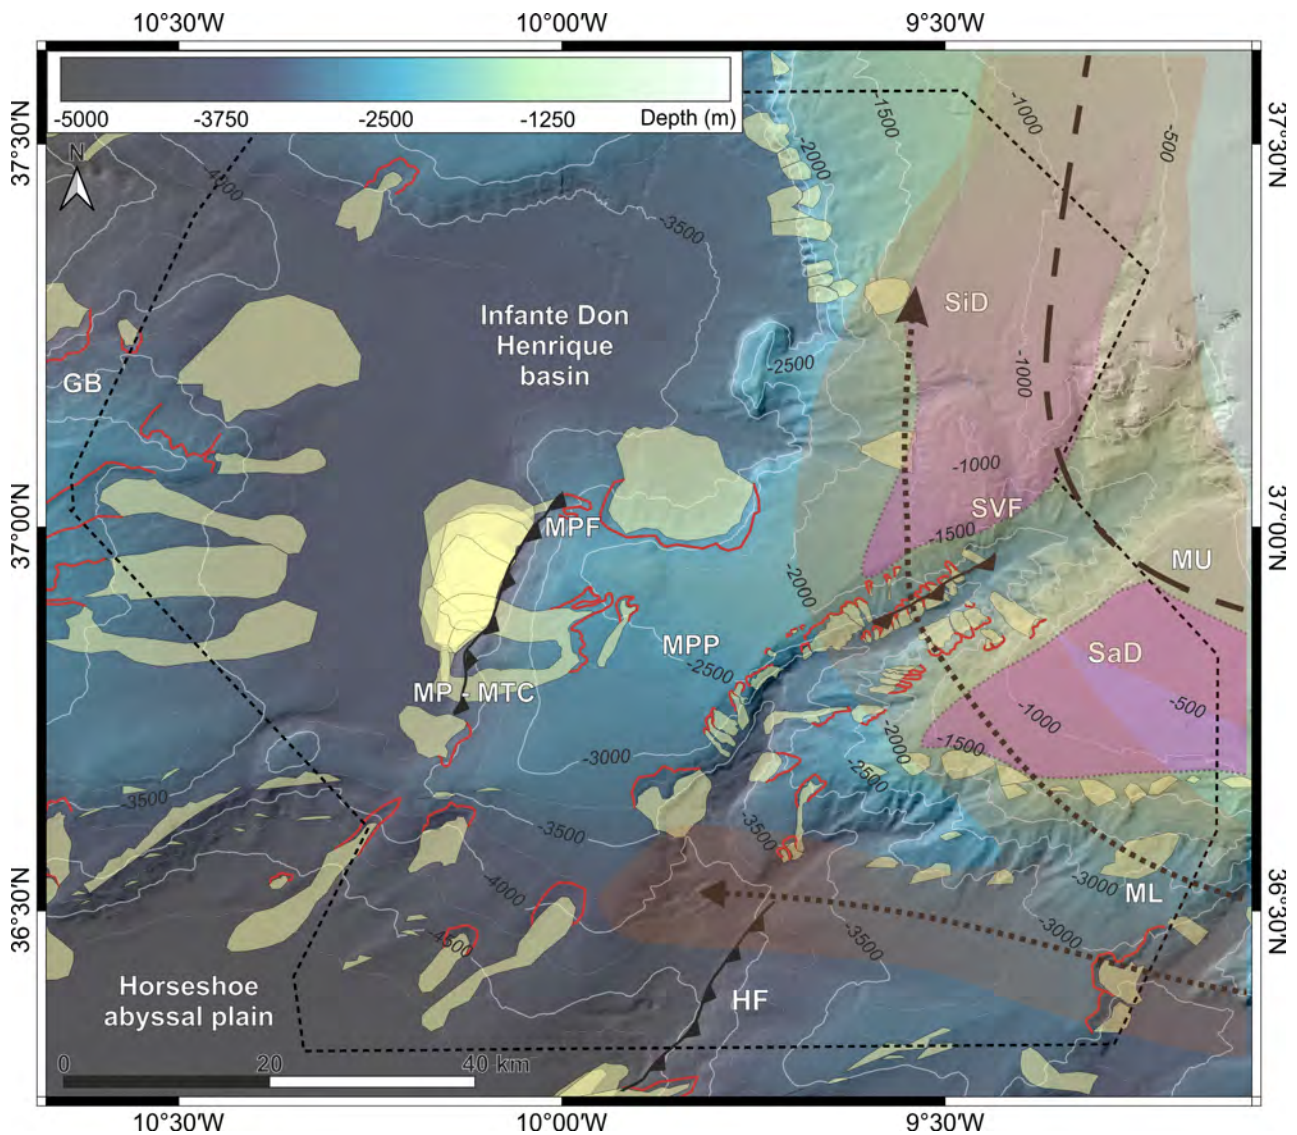 10°30'W 10°00'W 9°30'W
-5000 -3750 -2500 -1250 Depth (m)
37°30'N
37°30'N
N
-1500
-1000
-500
-2000
-3500
SiD
Infante Don
Henrique
basin
-2500
-1000
GB
-1000
SVF
-1500
37°00'N
37°00'N
MPF
MU
-2000
MPP
-2500
SaD
MP - MTC
-500
-1000
-1500
-2000
-2500
-3000
-3500
-3500
-3500
-3000
ML
-4000
36°30'N
36°30'N
-4500
-3000
-3500
Horseshoe
abyssal plain
HF
0 20 40 km
10°30'W 10°00'W 9°30'W